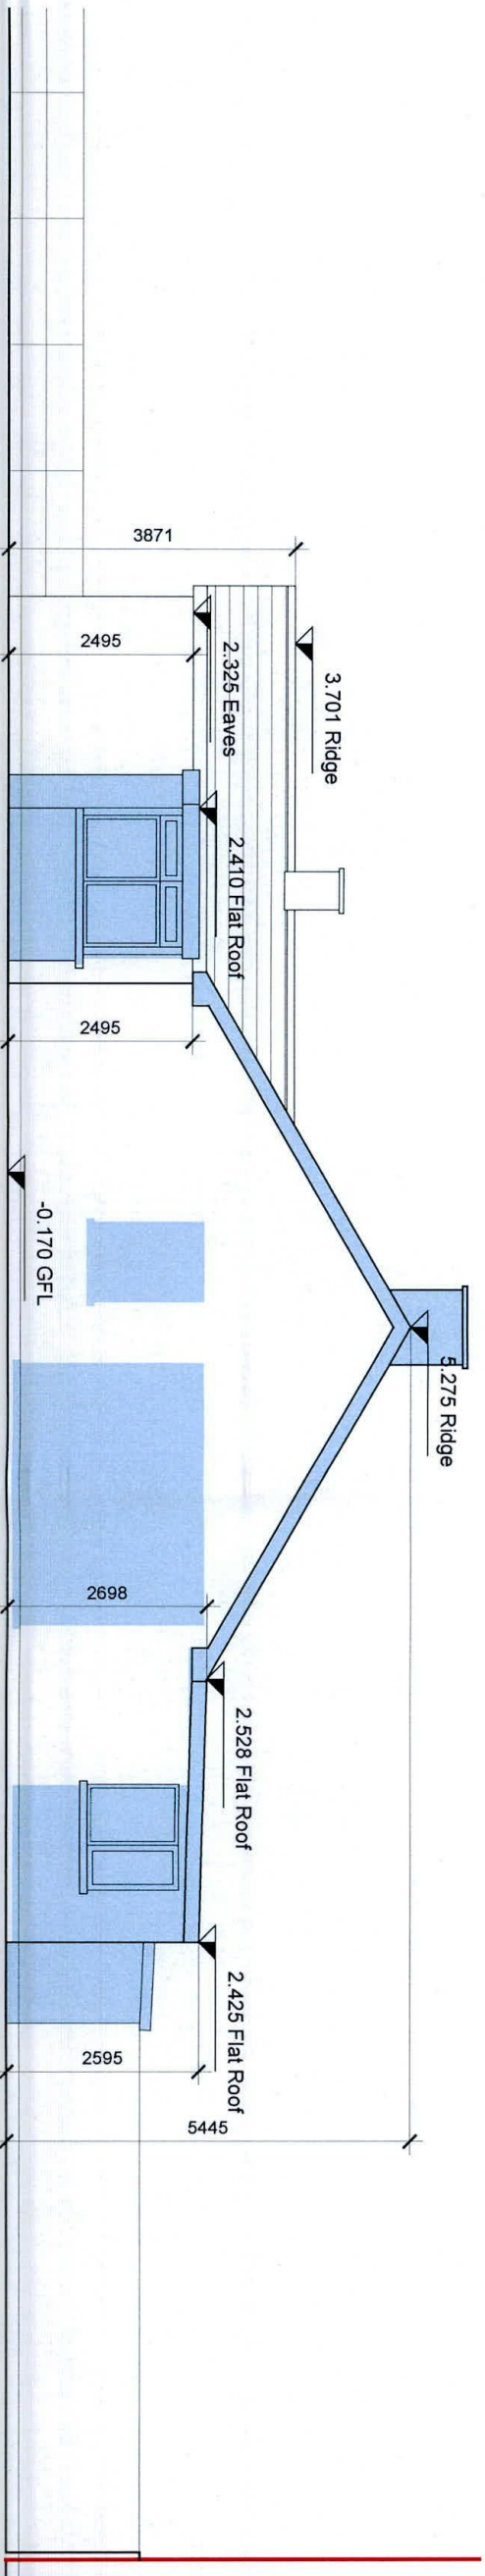 3871
2495
2.325 Eaves
3.701 Ridge
2.410 Flat Roof
2495
-0.170 GFL
5.275 Ridge
2698
2.528 Flat Roof
2.425 Flat Roof
2595
5445